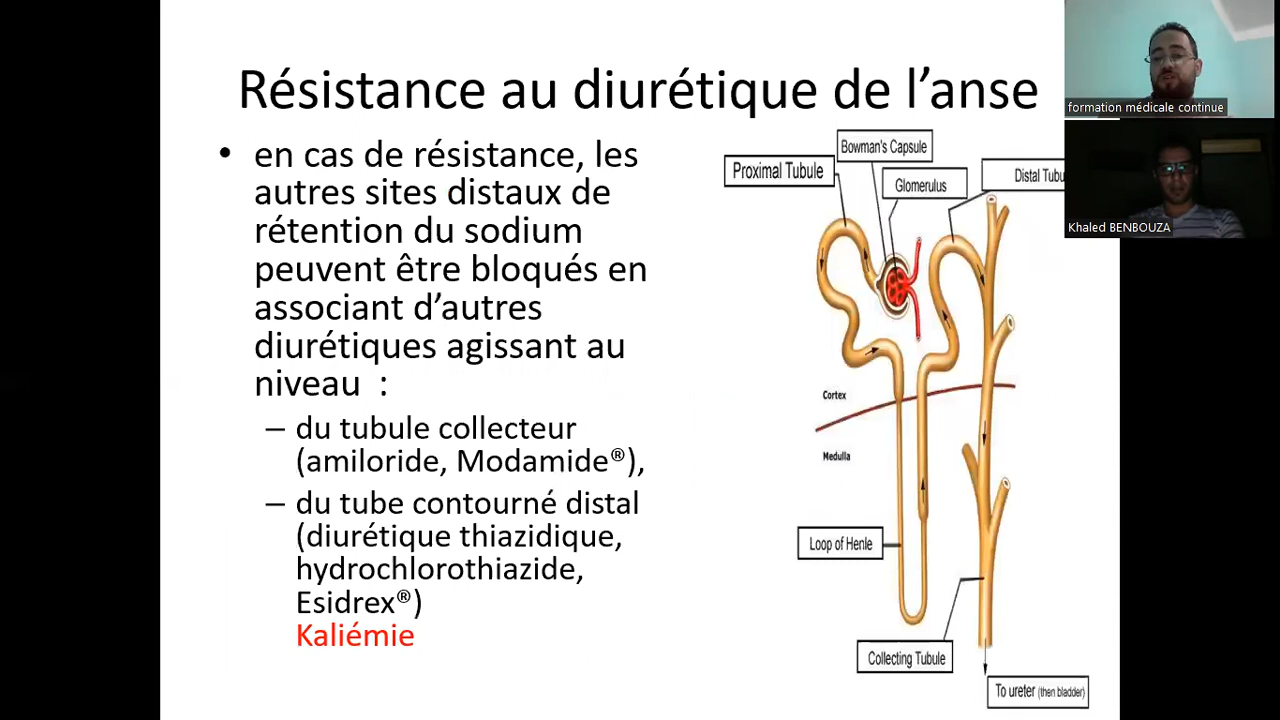 Résistance au diurétique de l’anse
• en cas de résistance, les
autres sites distaux de
rétention du sodium
peuvent être bloqués en
associant d’autres
diurétiques agissant au
niveau :
– du tubule collecteur
(amiloride, Modamide®),
– du tube contourné distal
(diurétique thiazidique,
hydrochlorothiazide,
Esidrex®)
Kaliémie
Bowman's Capsule
Proximal Tubule
Glomerulus
Distal Tubu
Cortex
Medulla
Loop of Henle
Collecting Tubule
To ureter (then bladder)
formation médicale continue
Khaled BENBOUZA